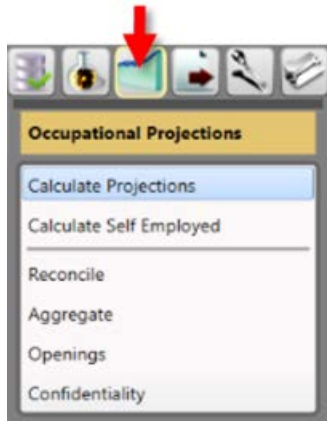 Occupational Projections
Calculate Projections
Calculate Self Employed
Reconcile
Aggregate
Openings
Confidentiality